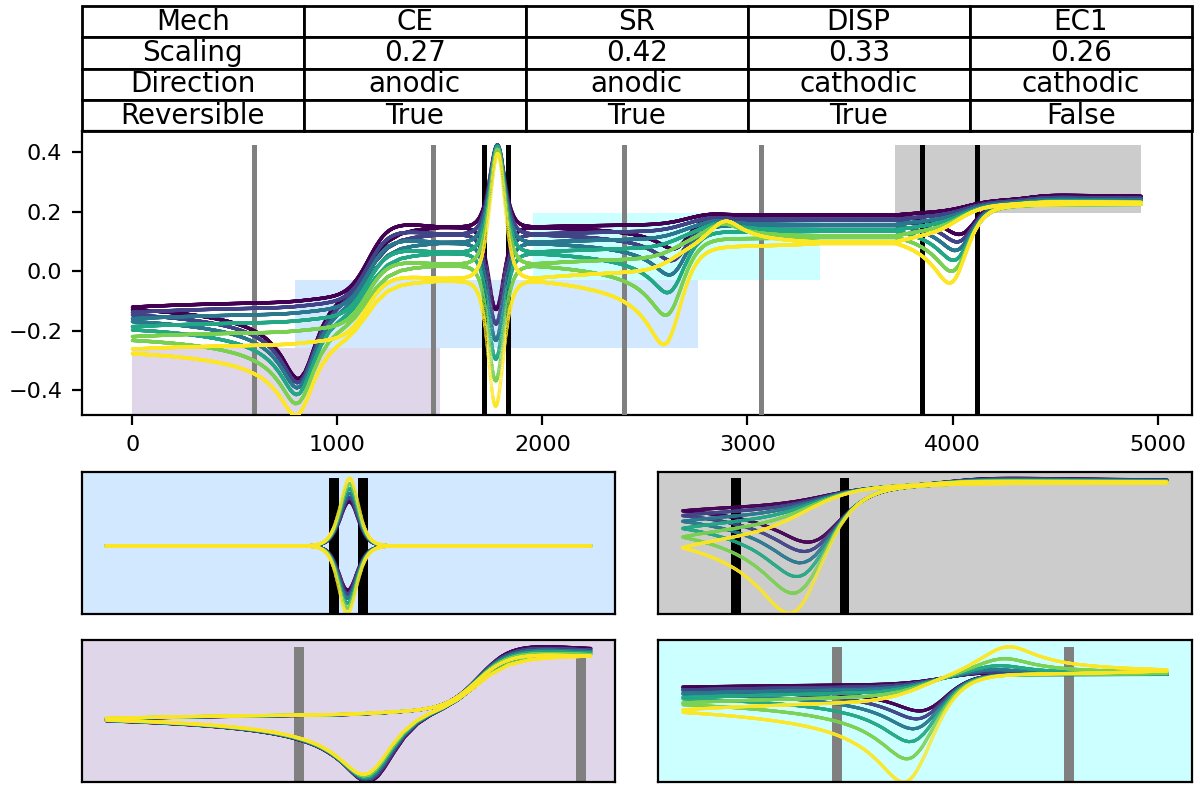 Mech CE SR DISP EC1
Scaling 0.27 0.42 0.33 0.26
Direction anodic anodic cathodic cathodic
Reversible True True True False
0.4
0.2
0.0
−0.2
−0.4
0 1000 2000 3000 4000 5000